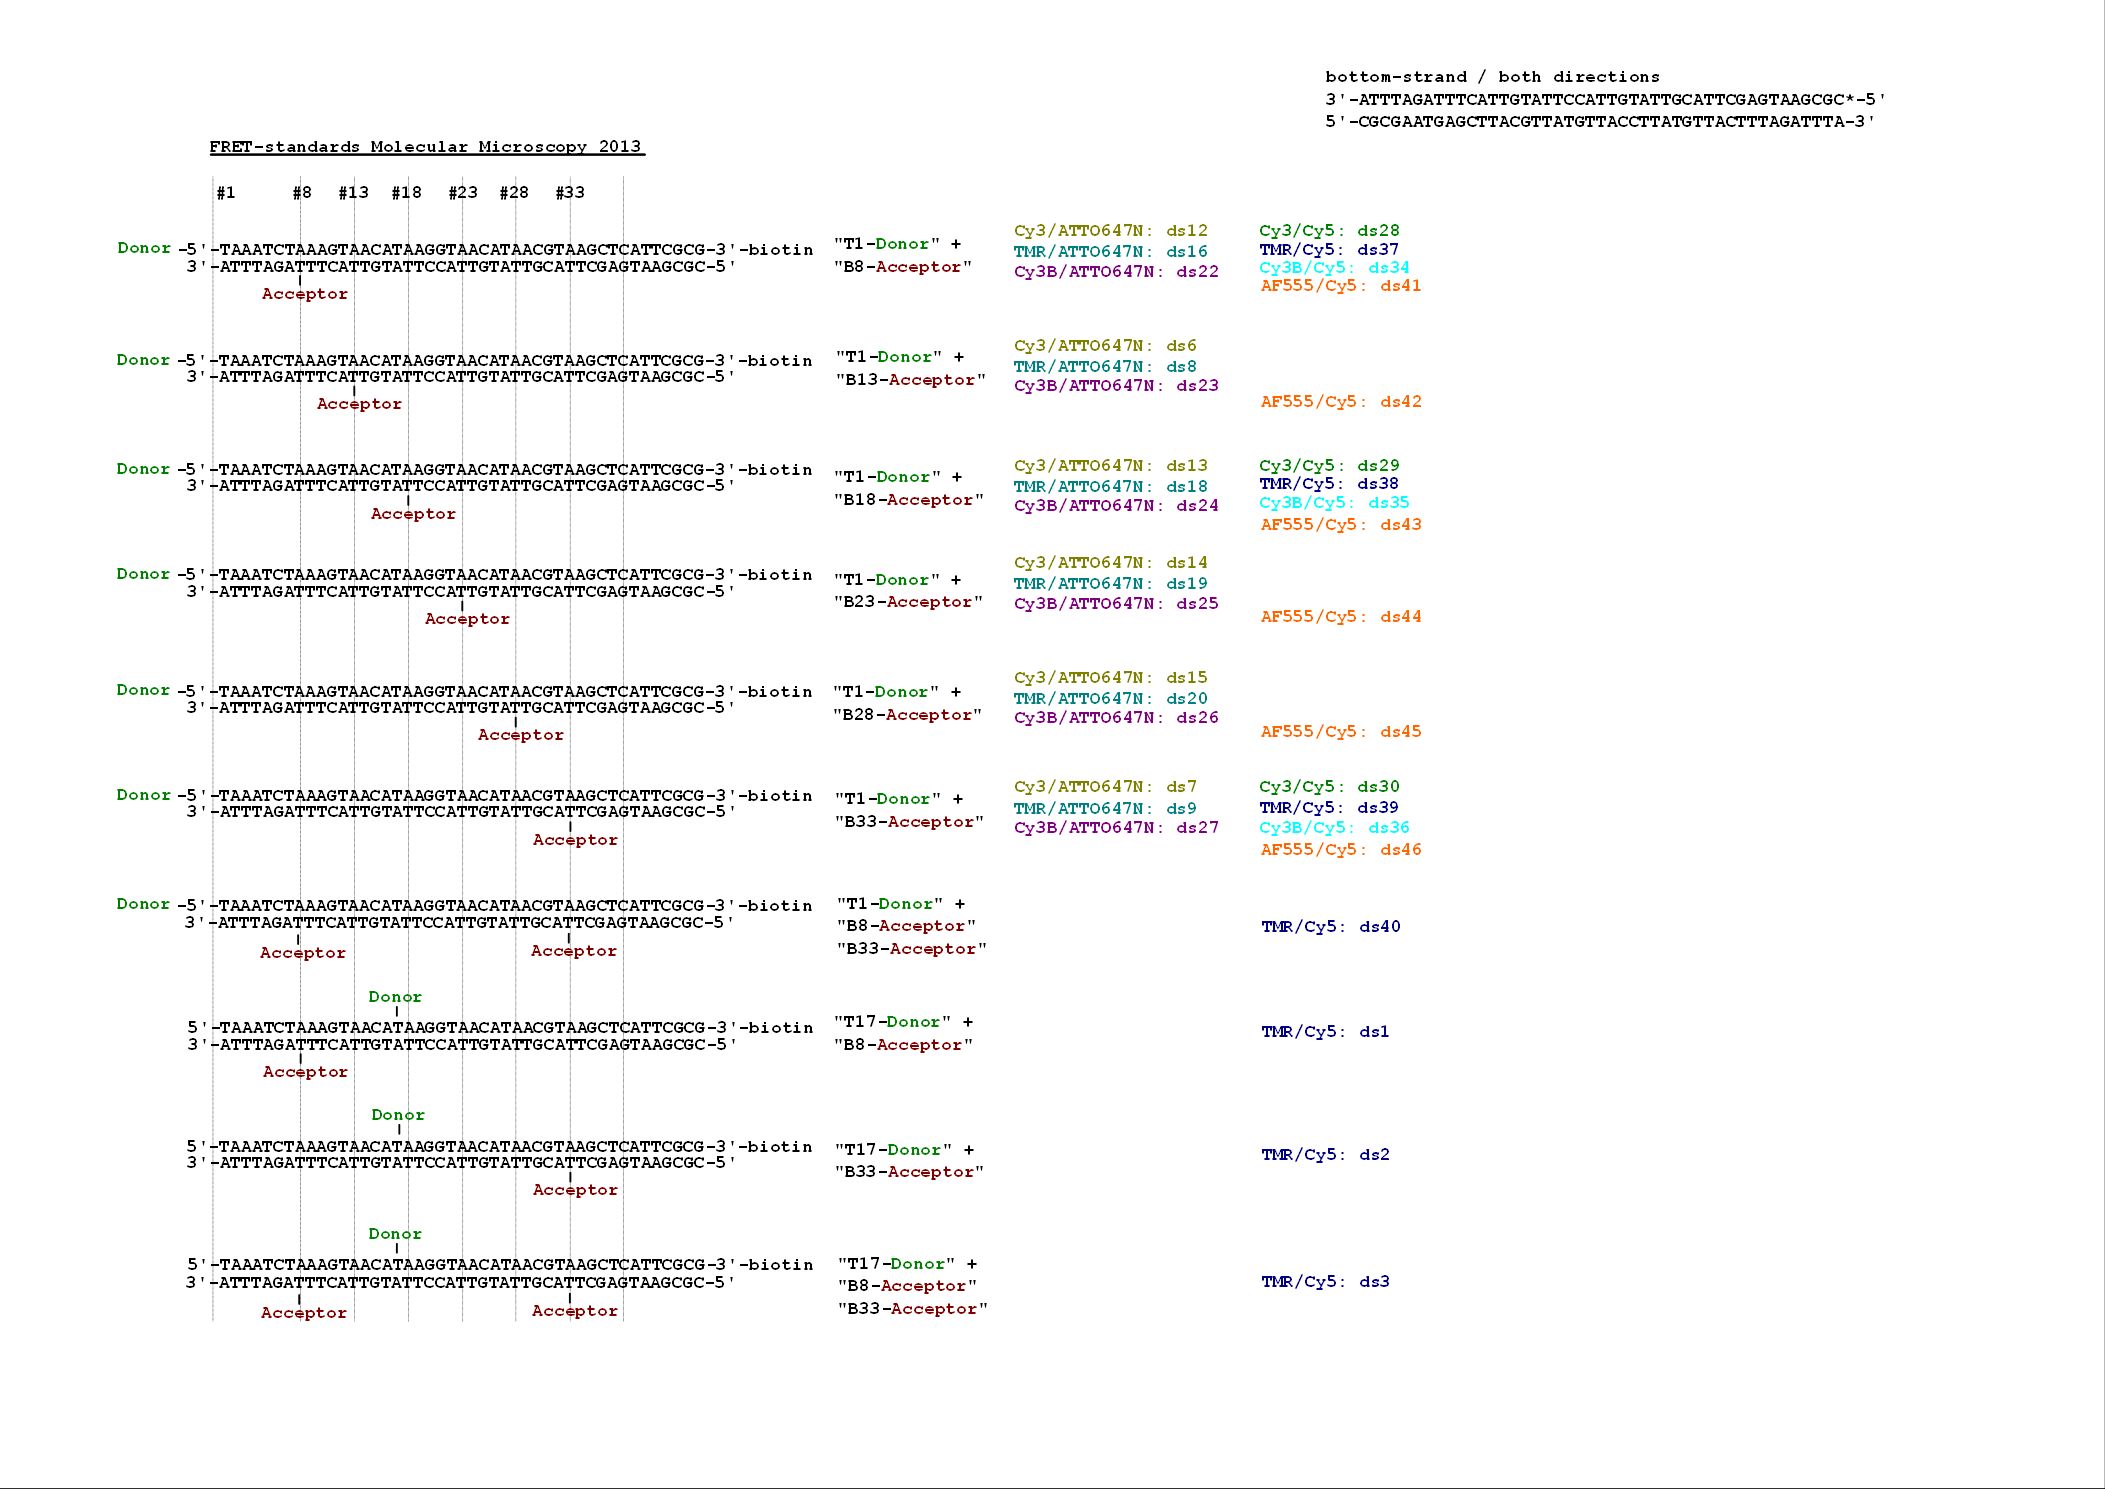 bottom-strand / both directions
3'-ATTTAGATTTCATTGTATTCCATTGTATTGCATTCGAGTAAGCGC*-5'
5'-CGCGAATGAGCTTACGTTATGTTACCTTATGTTACTTTAGATTTA-3'
FRET-standards Molecular Microscopy 2013
#1 #8 #13 #18 #23 #28 #33
Donor -5'-TAAATCTAAAGTAACATAAGGTAACATAACGTAAGCTCATTCGCG-3'-biotin "T1-Donor" + Cy3/ATTO647N: ds12 Cy3/Cy5: ds28
3'-ATTTAGATTTCATTGTATTCCATTGTATTGCATTCGAGTAAGCGC-5' "B8-Acceptor" TMR/ATTO647N: ds16 TMR/Cy5: ds37
Cy3B/ATTO647N: ds22 Cy3B/Cy5: ds34
Acceptor AF555/Cy5: ds41
Donor -5'-TAAATCTAAAGTAACATAAGGTAACATAACGTAAGCTCATTCGCG-3'-biotin "T1-Donor" + Cy3/ATTO647N: ds6
3'-ATTTAGATTTCATTGTATTCCATTGTATTGCATTCGAGTAAGCGC-5' "B13-Acceptor" TMR/ATTO647N: ds8
Cy3B/ATTO647N: ds23
Acceptor AF555/Cy5: ds42
Donor -5'-TAAATCTAAAGTAACATAAGGTAACATAACGTAAGCTCATTCGCG-3'-biotin "T1-Donor" + Cy3/ATTO647N: ds13 Cy3/Cy5: ds29
3'-ATTTAGATTTCATTGTATTCCATTGTATTGCATTCGAGTAAGCGC-5' "B18-Acceptor" TMR/ATTO647N: ds18 TMR/Cy5: ds38
Cy3B/ATTO647N: ds24 Cy3B/Cy5: ds35
Acceptor AF555/Cy5: ds43
Donor -5'-TAAATCTAAAGTAACATAAGGTAACATAACGTAAGCTCATTCGCG-3'-biotin "T1-Donor" + Cy3/ATTO647N: ds14
3'-ATTTAGATTTCATTGTATTCCATTGTATTGCATTCGAGTAAGCGC-5' "B23-Acceptor" TMR/ATTO647N: ds19
Cy3B/ATTO647N: ds25
Acceptor AF555/Cy5: ds44
Donor -5'-TAAATCTAAAGTAACATAAGGTAACATAACGTAAGCTCATTCGCG-3'-biotin "T1-Donor" + Cy3/ATTO647N: ds15
3'-ATTTAGATTTCATTGTATTCCATTGTATTGCATTCGAGTAAGCGC-5' "B28-Acceptor" TMR/ATTO647N: ds20
Cy3B/ATTO647N: ds26
Acceptor AF555/Cy5: ds45
Donor -5'-TAAATCTAAAGTAACATAAGGTAACATAACGTAAGCTCATTCGCG-3'-biotin "T1-Donor" + Cy3/ATTO647N: ds7 Cy3/Cy5: ds30
3'-ATTTAGATTTCATTGTATTCCATTGTATTGCATTCGAGTAAGCGC-5' "B33-Acceptor" TMR/ATTO647N: ds9 TMR/Cy5: ds39
Cy3B/ATTO647N: ds27 Cy3B/Cy5: ds36
Acceptor AF555/Cy5: ds46
Donor -5'-TAAATCTAAAGTAACATAAGGTAACATAACGTAAGCTCATTCGCG-3'-biotin "T1-Donor" +
3'-ATTTAGATTTCATTGTATTCCATTGTATTGCATTCGAGTAAGCGC-5' "B8-Acceptor" TMR/Cy5: ds40
Acceptor Acceptor "B33-Acceptor"
Donor
5'-TAAATCTAAAGTAACATAAGGTAACATAACGTAAGCTCATTCGCG-3'-biotin "T17-Donor" + TMR/Cy5: ds1
3'-ATTTAGATTTCATTGTATTCCATTGTATTGCATTCGAGTAAGCGC-5' "B8-Acceptor"
Acceptor
Donor
5'-TAAATCTAAAGTAACATAAGGTAACATAACGTAAGCTCATTCGCG-3'-biotin "T17-Donor" + TMR/Cy5: ds2
3'-ATTTAGATTTCATTGTATTCCATTGTATTGCATTCGAGTAAGCGC-5' "B33-Acceptor"
Acceptor
Donor
5'-TAAATCTAAAGTAACATAAGGTAACATAACGTAAGCTCATTCGCG-3'-biotin "T17-Donor" +
3'-ATTTAGATTTCATTGTATTCCATTGTATTGCATTCGAGTAAGCGC-5' "B8-Acceptor" TMR/Cy5: ds3
Acceptor Acceptor "B33-Acceptor"